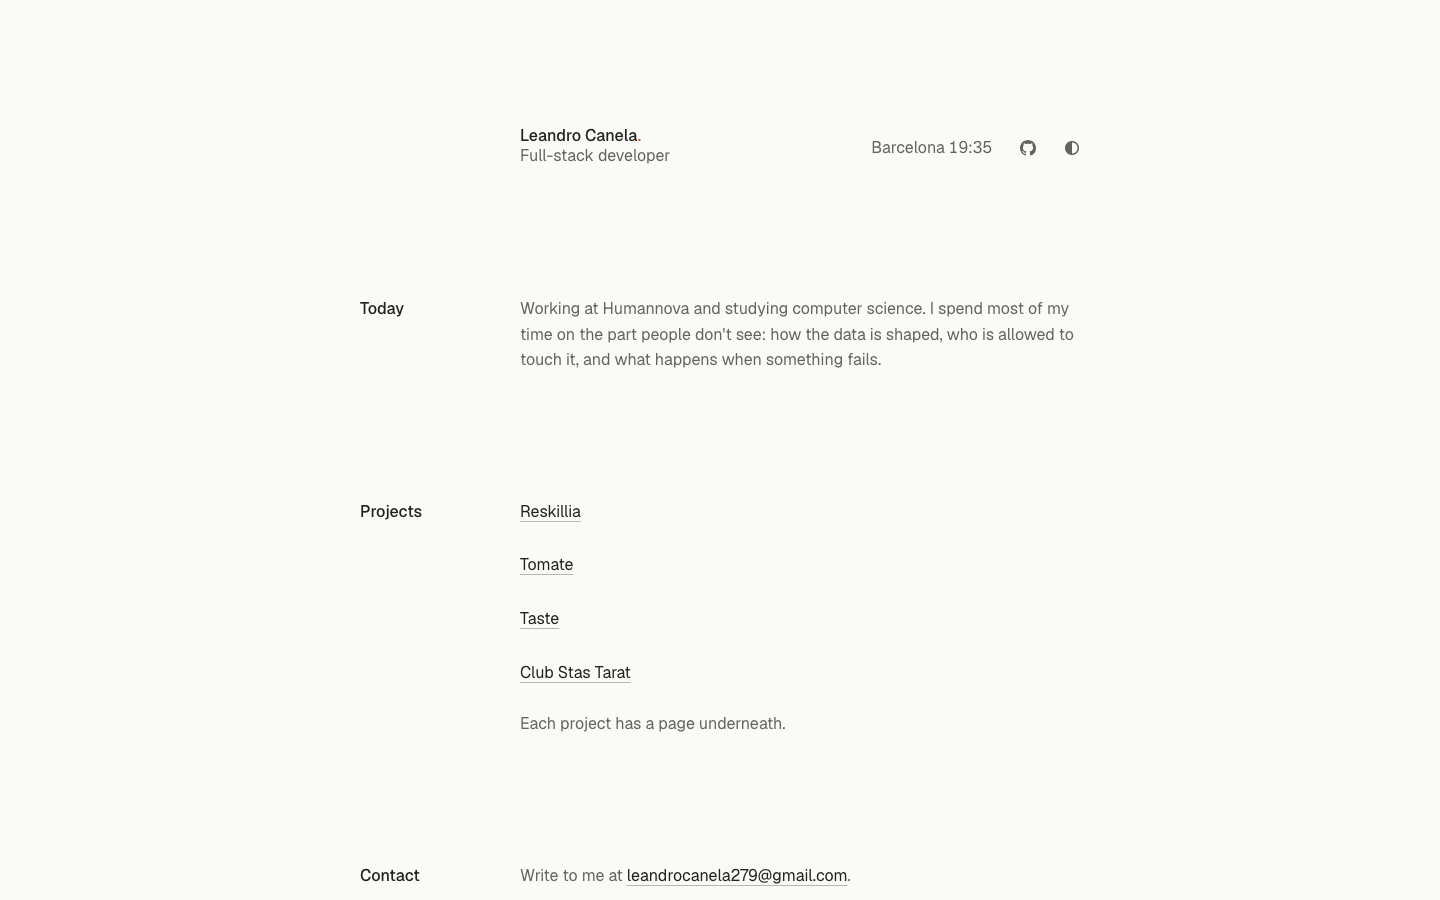 Leandro Canela.
Full-stack developer
Barcelona 19:35
Today
Working at Humannova and studying computer science. I spend most of my
time on the part people don't see: how the data is shaped, who is allowed to
touch it, and what happens when something fails.
Projects
Reskillia
Tomate
Taste
Club Stas Tarat
Each project has a page underneath.
Contact
Write to me at leandrocanela279@gmail.com.